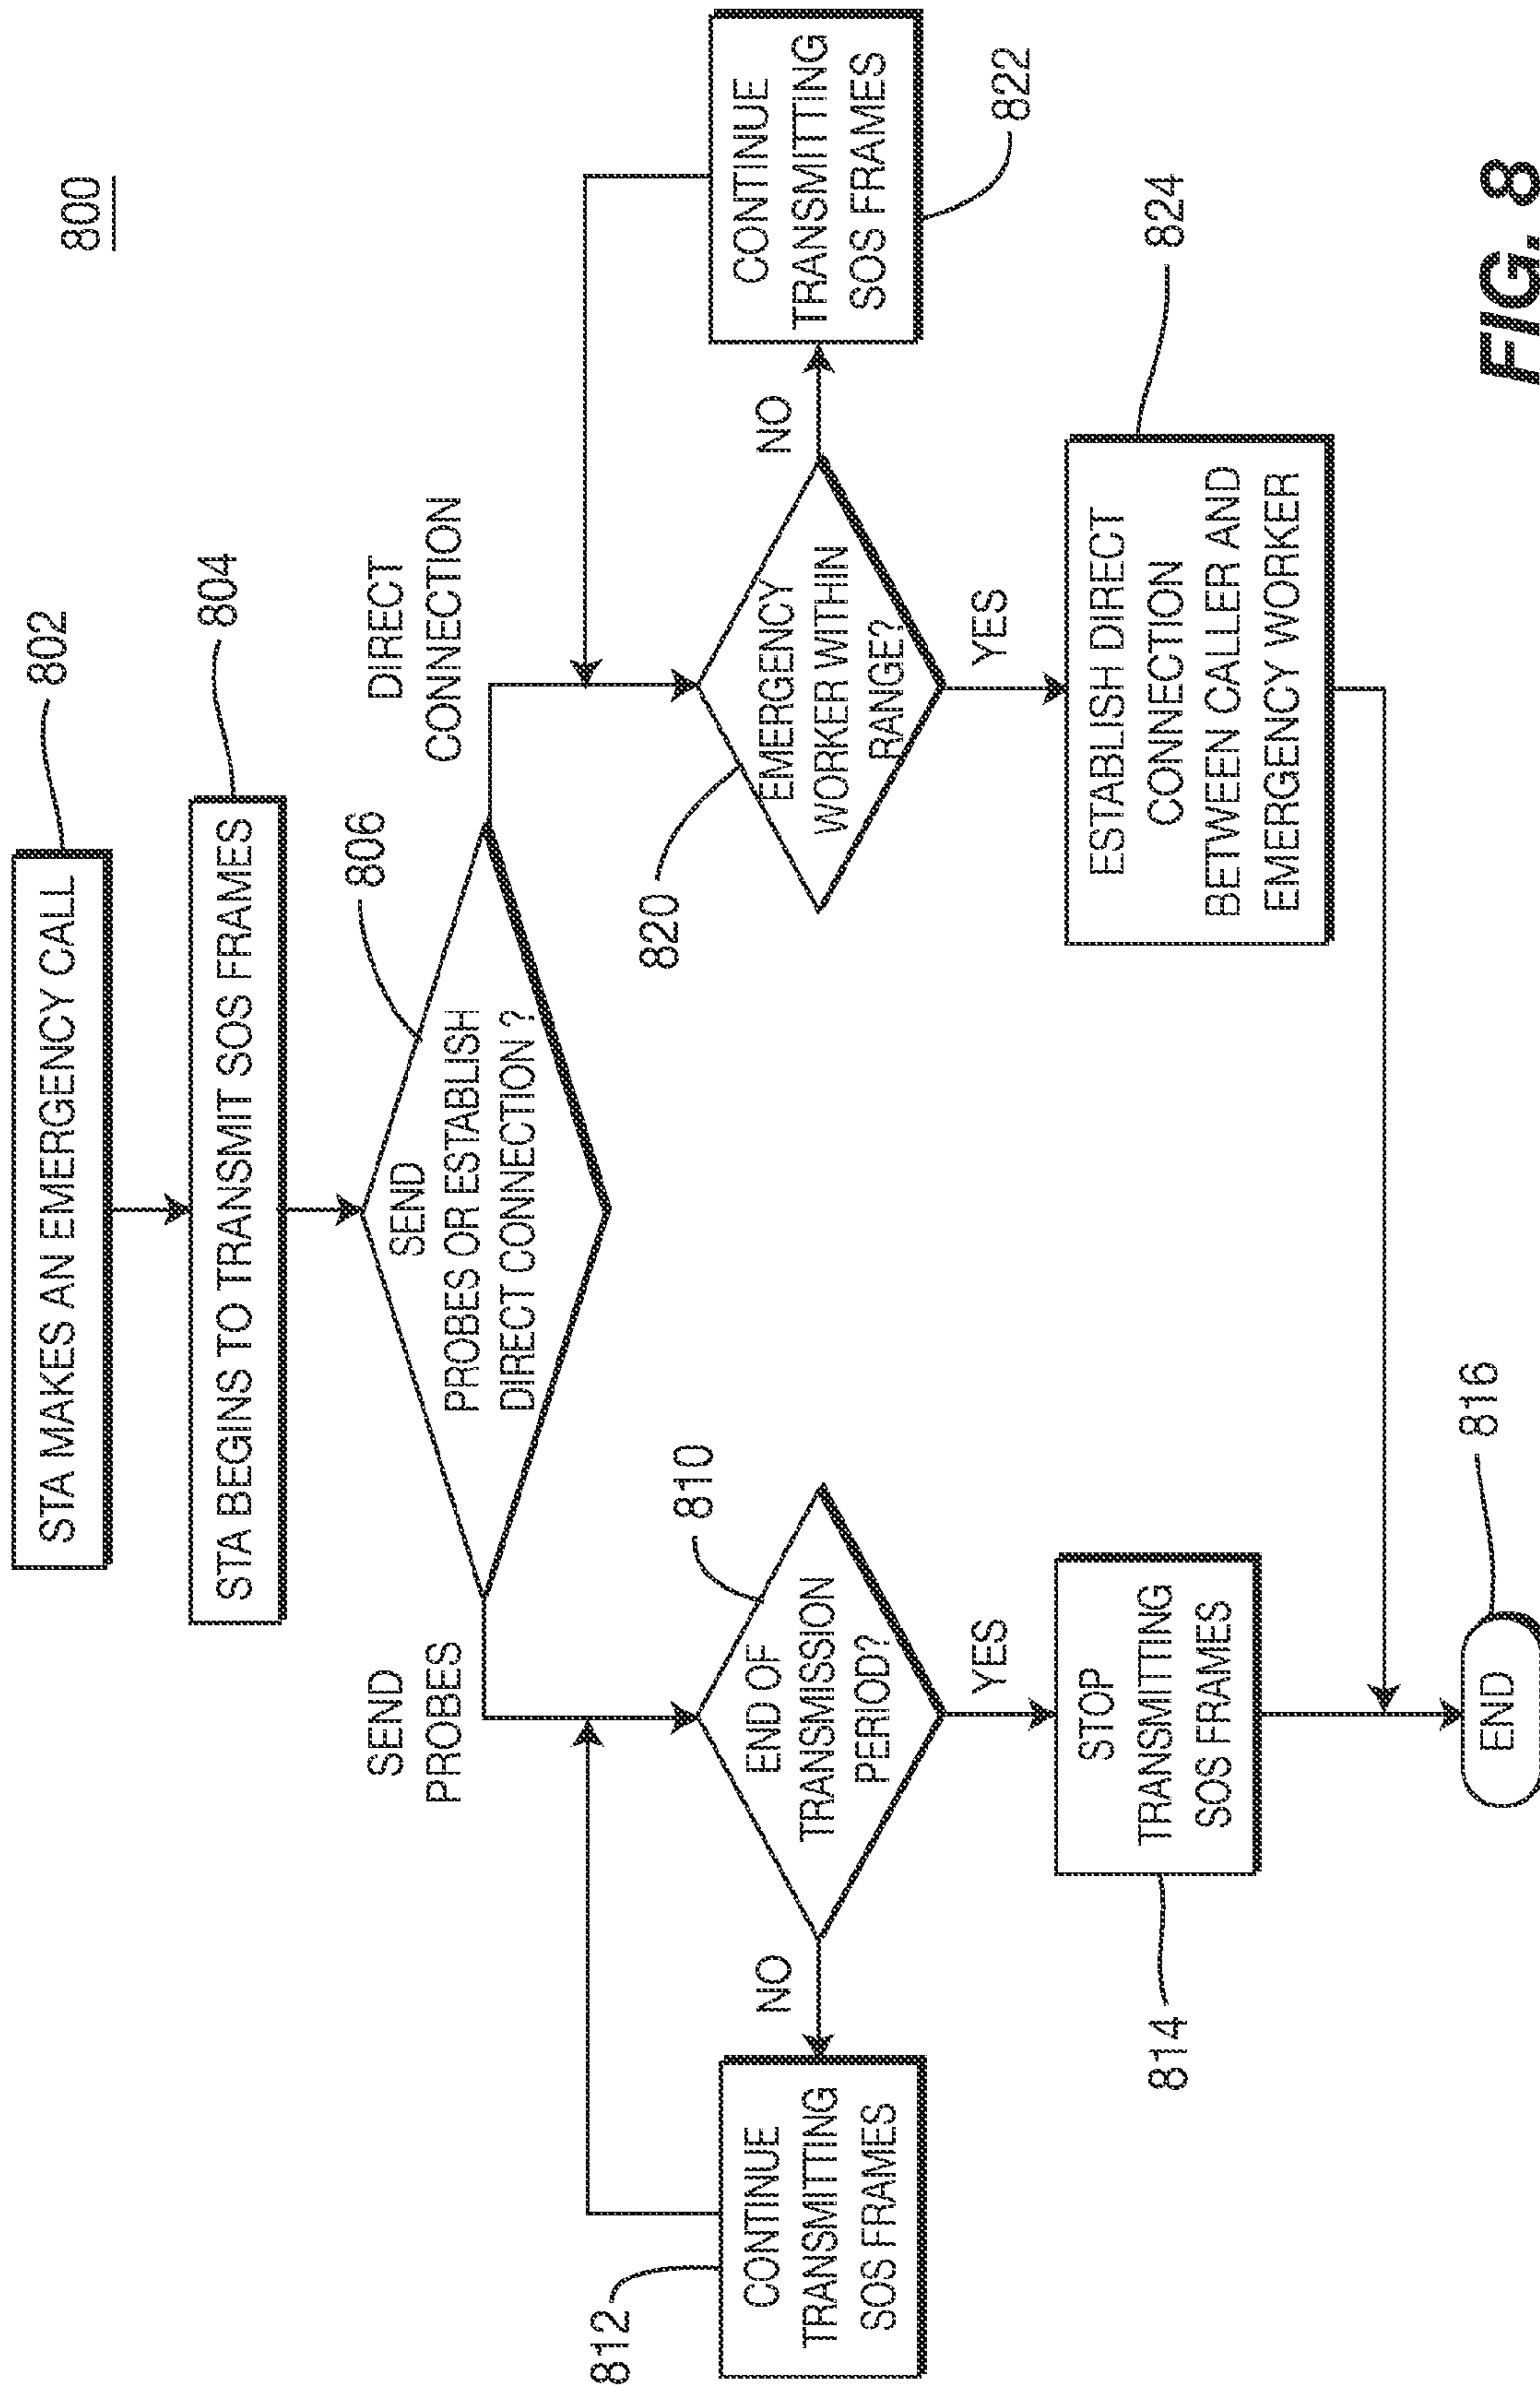 800
STA MAKES AN EMERGENCY CALL
802
STA BEGINS TO TRANSMIT SOS FRAMES
804
SEND
PROBES OR ESTABLISH
DIRECT CONNECTION ?
806
SEND
PROBES
DIRECT
CONNECTION
END OF
TRANSMISSION
PERIOD?
810
NO
CONTINUE
TRANSMITTING
SOS FRAMES
812
YES
STOP
TRANSMITTING
SOS FRAMES
814
EMERGENCY
WORKER WITHIN
RANGE?
820
NO
CONTINUE
TRANSMITTING
SOS FRAMES
822
YES
ESTABLISH DIRECT
CONNECTION
BETWEEN CALLER AND
EMERGENCY WORKER
824
END
816
FIG. 8